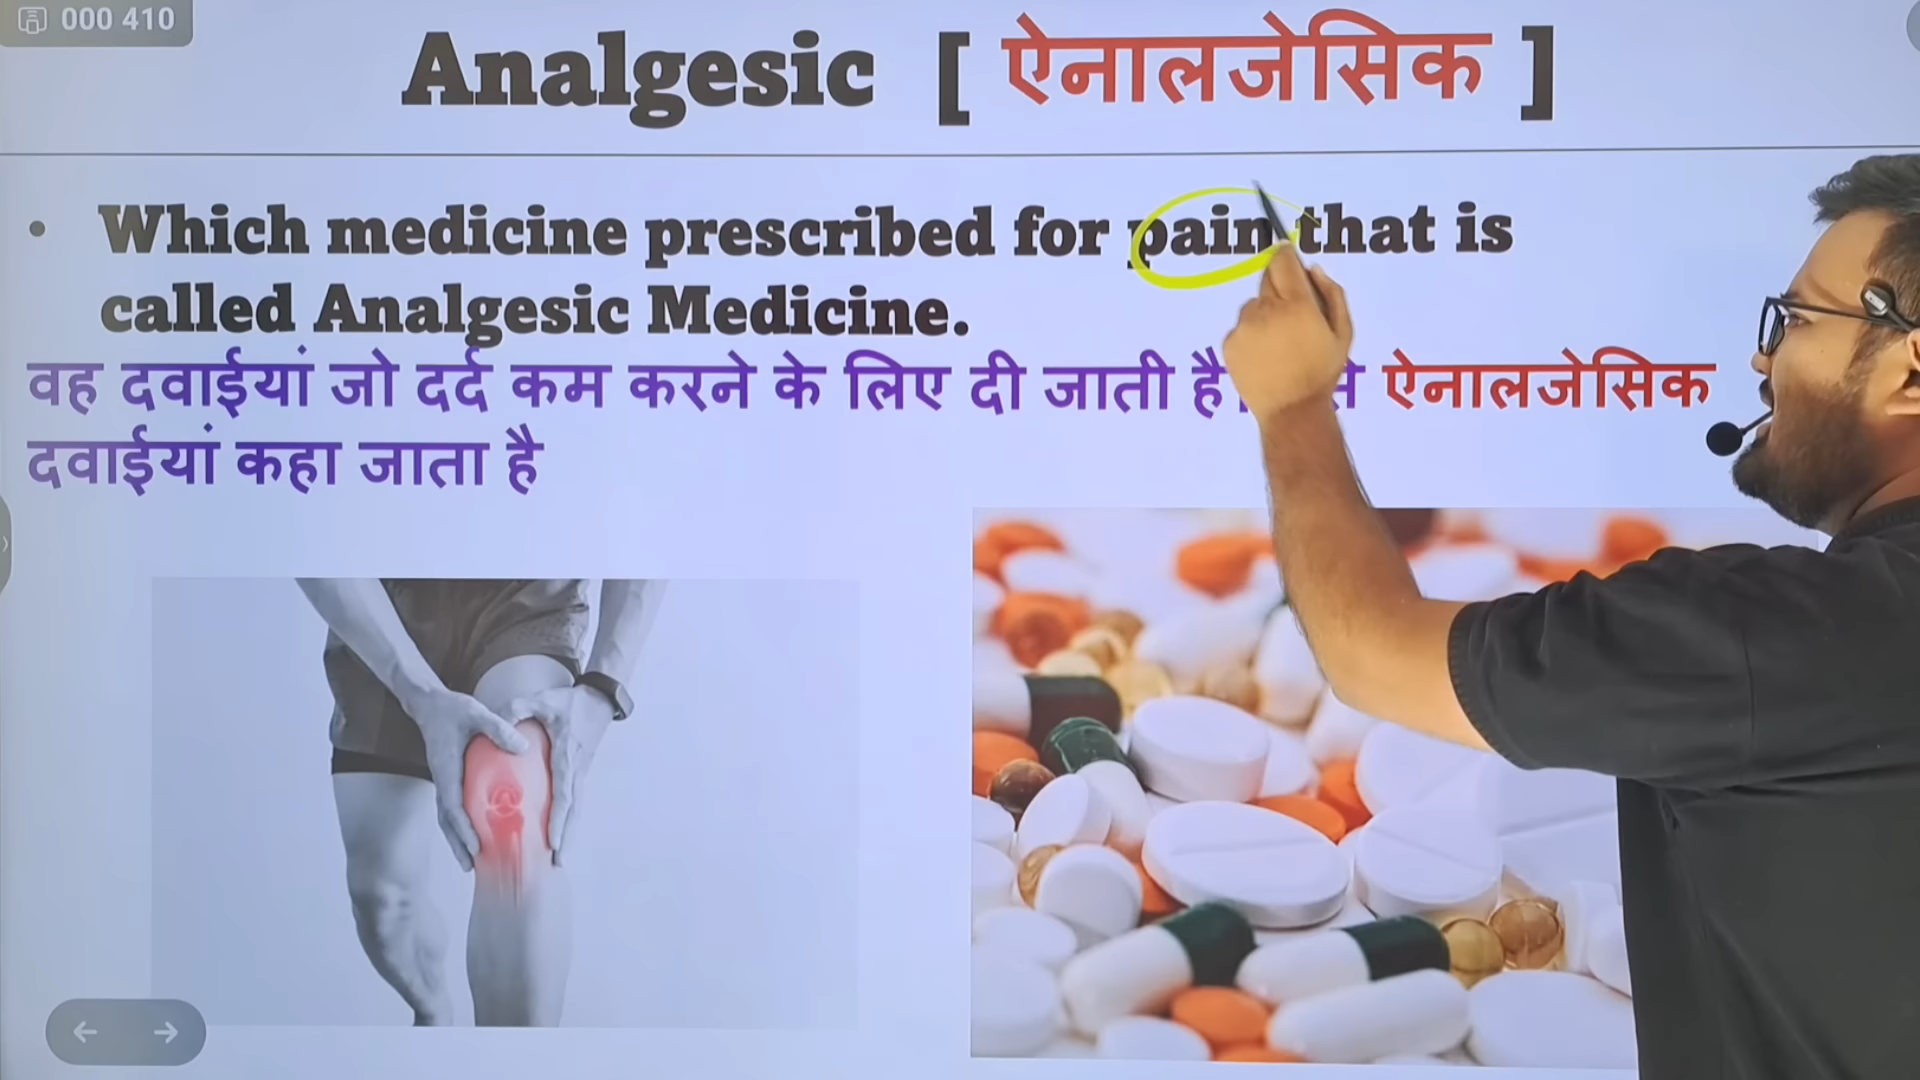 000 410
Analgesic [ ऐनालजेसिक ]
• Which medicine prescribed for pain that is
called Analgesic Medicine.
वह दवाईयां जो दर्द कम करने के लिए दी जाती है ऐनालजेसिक
दवाईयां कहा जाता है